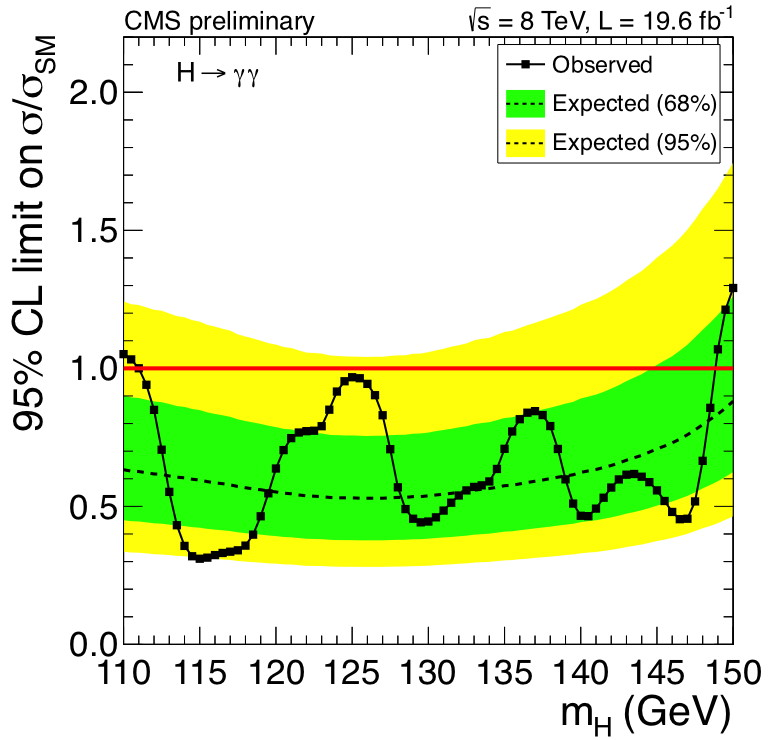 CMS preliminary √s = 8 TeV, L = 19.6 fb⁻¹
H → γγ
Observed
Expected (68%)
Expected (95%)
95% CL limit on σ/σ_SM
2.0
1.5
1.0
0.5
0.0
110 115 120 125 130 135 140 145 150
m_H (GeV)